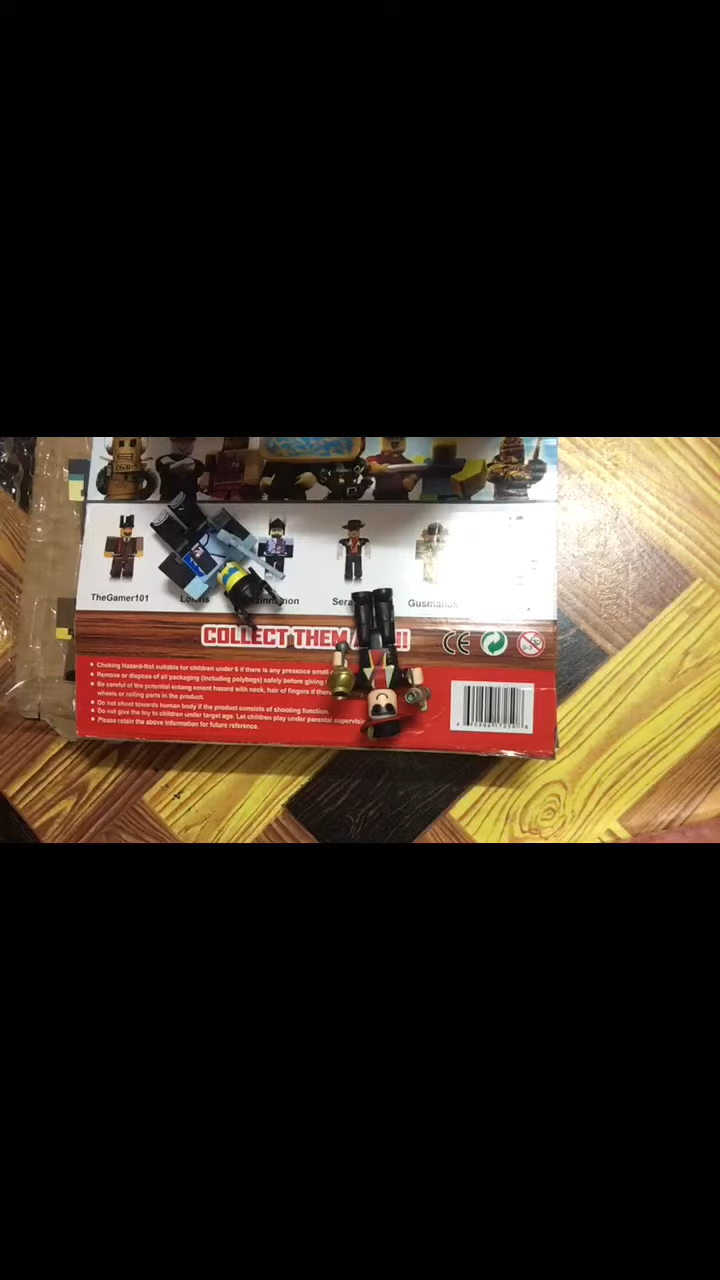 TheGamer101
Gusmanak
COLLECT THEM
Choking Hazard-Not suitable for children under 6 if there is any presence small
Remove or disposa of all packaging (including polybags) safely before giving
Be careful of the potential entang ement hazard with neck, hair of fingers if
wheels or rolling parts in the product.
Do not shoot towards human body if the product consists of shooting function.
Do not give the toy to children under target age. Let children play under parental
Please retain the above information for future reference.
CE
0-3